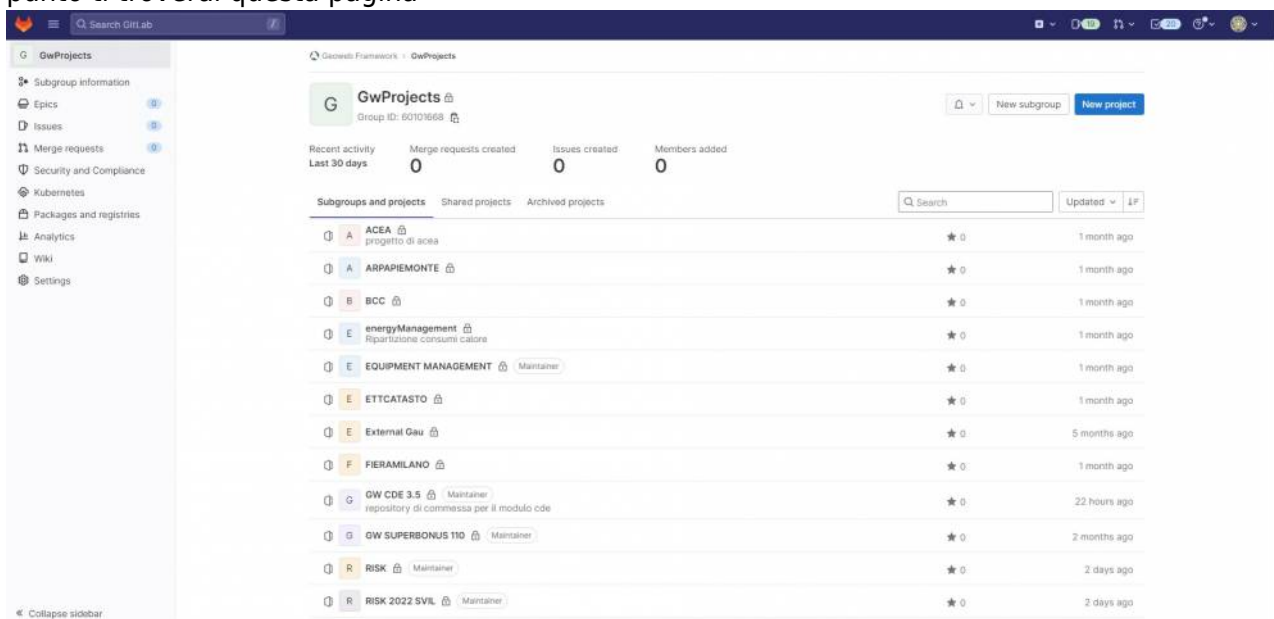 punto ti troverai questa pagina
Search GitLab
19
20
G GwProjects
Subgroup information
Epics 0
Issues 0
Merge requests 0
Security and Compliance
Kubernetes
Packages and registries
Analytics
Wiki
Settings
Collapse sidebar
Geoweb Framework › GwProjects
G GwProjects
Group ID: 60101668
New subgroup
New project
Recent activity
Last 30 days
Merge requests created
0
Issues created
0
Members added
0
Subgroups and projects Shared projects Archived projects
Search
Updated
A ACEA 0 1 month ago
progetto di acea
A ARPAPIEMONTE 0 1 month ago
B BCC 0 1 month ago
E energyManagement 0 1 month ago
Ripartizione consumi calore
E EQUIPMENT MANAGEMENT Maintainer 0 1 month ago
E ETTCATASTO 0 1 month ago
E External Gau 0 5 months ago
F FIERAMILANO 0 1 month ago
G GW CDE 3.5 Maintainer 0 22 hours ago
repository di commessa per il modulo cde
G GW SUPERBONUS 110 Maintainer 0 2 months ago
R RISK Maintainer 0 2 days ago
R RISK 2022 SVIL Maintainer 0 2 days ago